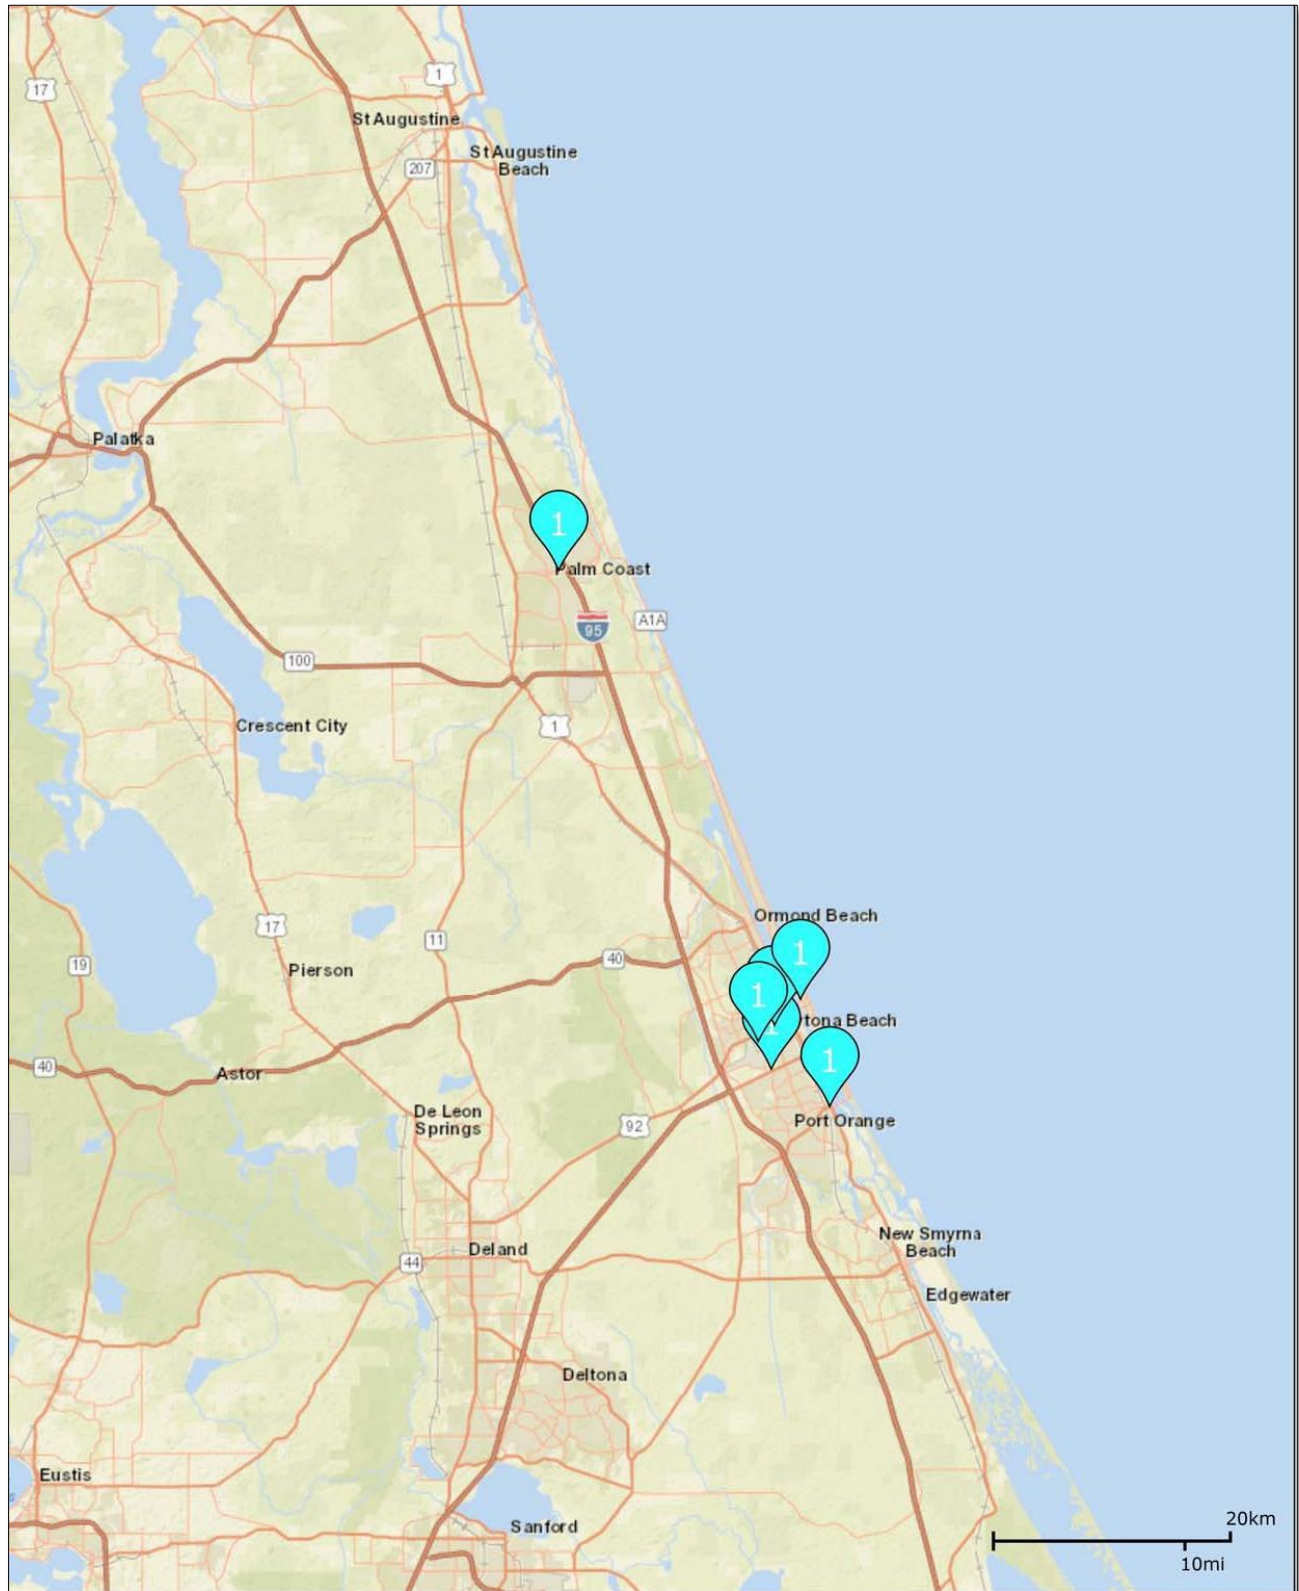 1
17
St Augustine
St Augustine
Beach
207
Palatka
1
Palm Coast
A1A
95
100
Crescent City
1
Ormond Beach
17
11
1
40
19
Pierson
1
1
ytona Beach
1
40
Astor
De Leon
Springs
92
Port Orange
New Smyrna
Beach
Deland
44
Edgewater
Deltona
Eustis
20km
Sanford
10mi